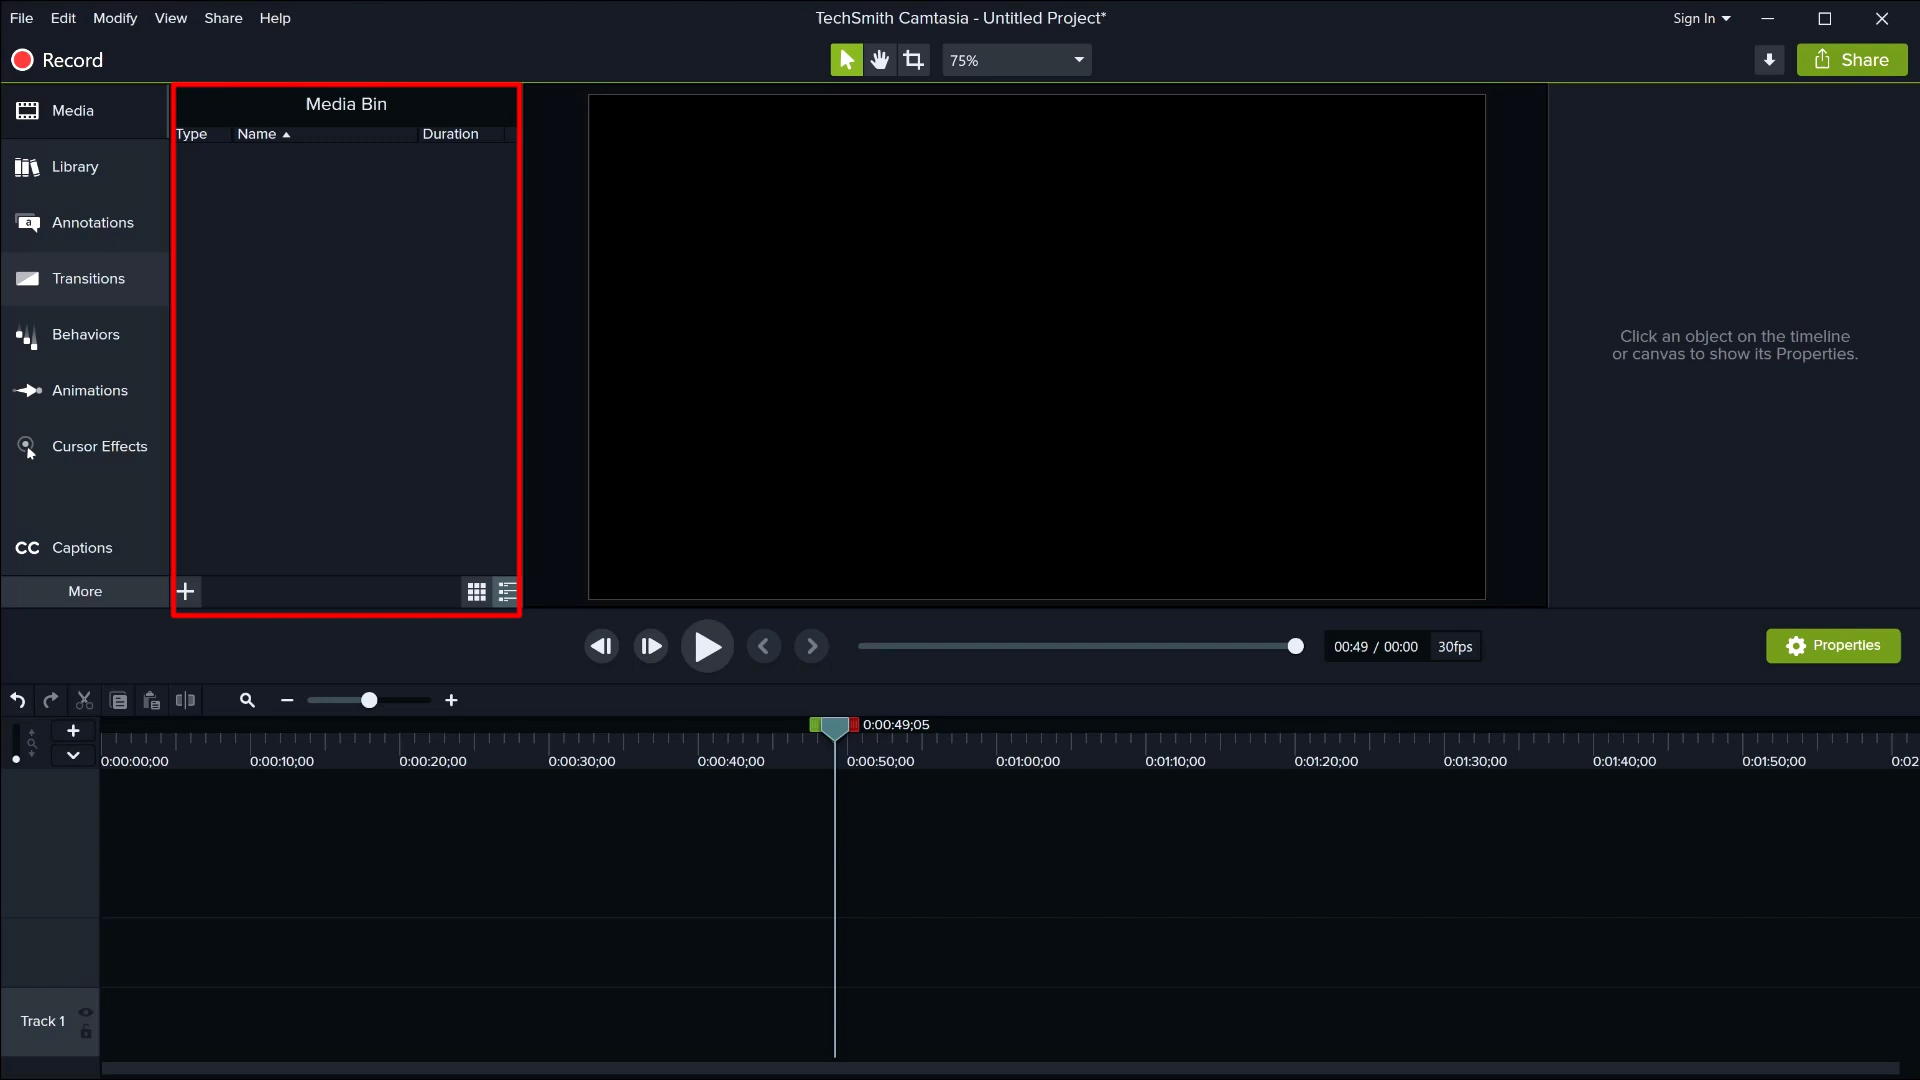 File Edit Modify View Share Help
TechSmith Camtasia - Untitled Project*
Sign In
Record
75%
Share
Media
Library
Annotations
Transitions
Behaviors
Animations
Cursor Effects
CC Captions
More
Media Bin
Type Name Duration
Click an object on the timeline
or canvas to show its Properties.
00:49 / 00:00 30fps
Properties
0:00:49;05
0:00:00;00 0:00:10;00 0:00:20;00 0:00:30;00 0:00:40;00 0:00:50;00 0:01:00;00 0:01:10;00 0:01:20;00 0:01:30;00 0:01:40;00 0:01:50;00 0:02
Track 1